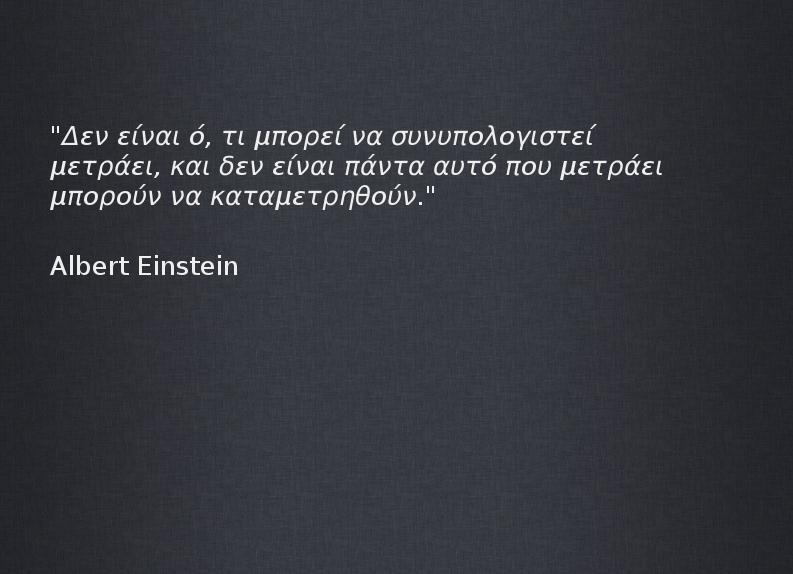 "Δεν είναι ό, τι μπορεί να συνυπολογιστεί
μετράει, και δεν είναι πάντα αυτό που μετράει
μπορούν να καταμετρηθούν."
Albert Einstein